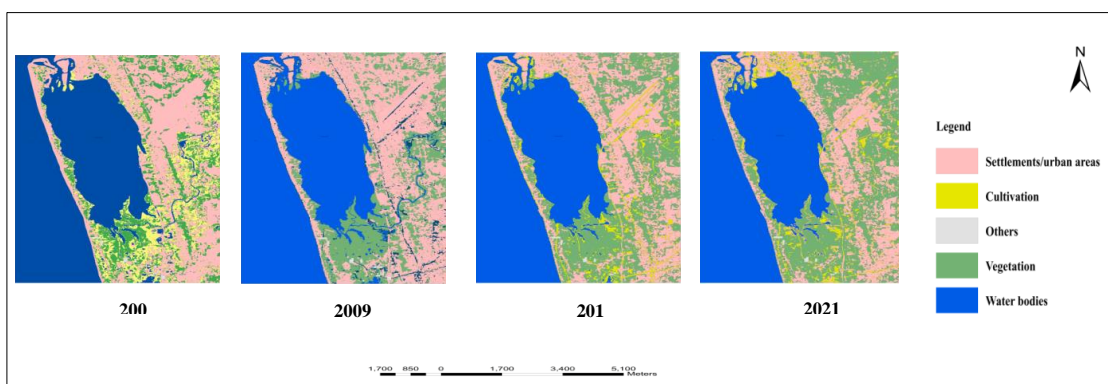 N
Legend
Settlements/urban areas
Cultivation
Others
Vegetation
Water bodies
200 2009 201 2021
1,700 850 0 1,700 3,400 5,100
Meters